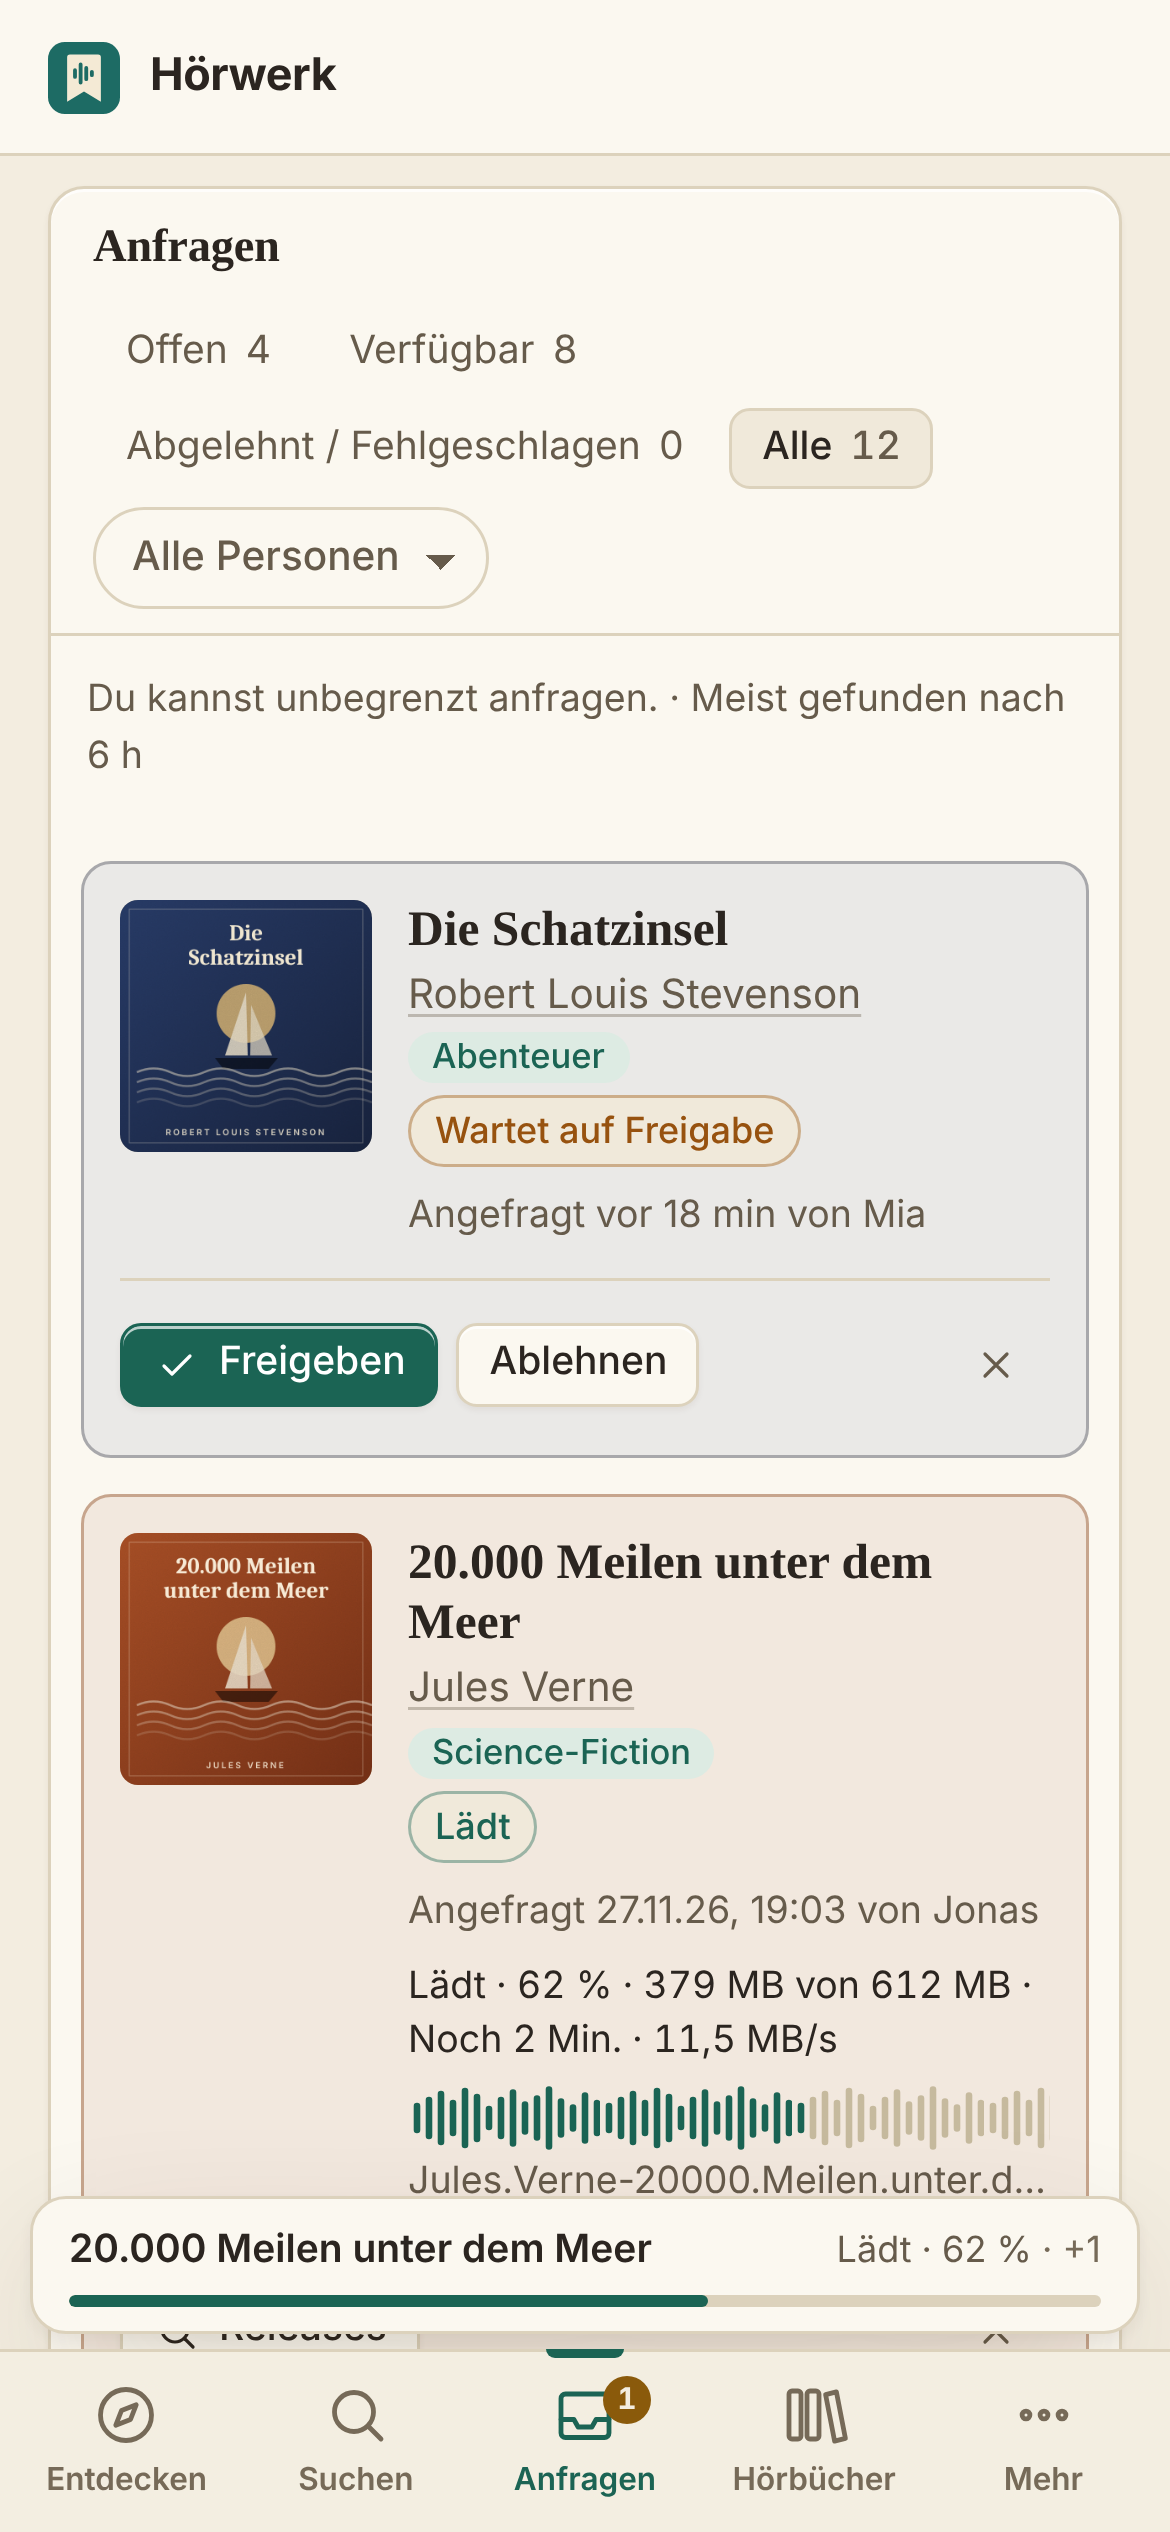 Hörwerk
Anfragen
Offen 4
Verfügbar 8
Abgelehnt / Fehlgeschlagen 0
Alle 12
Alle Personen
Du kannst unbegrenzt anfragen. · Meist gefunden nach
6 h
Die
Schatzinsel
ROBERT LOUIS STEVENSON
Die Schatzinsel
Robert Louis Stevenson
Abenteuer
Wartet auf Freigabe
Angefragt vor 18 min von Mia
Freigeben
Ablehnen
20.000 Meilen
unter dem Meer
JULES VERNE
20.000 Meilen unter dem
Meer
Jules Verne
Science-Fiction
Lädt
Angefragt 27.11.26, 19:03 von Jonas
Lädt · 62 % · 379 MB von 612 MB ·
Noch 2 Min. · 11,5 MB/s
Jules.Verne-20000.Meilen.unter.d...
20.000 Meilen unter dem Meer
Lädt · 62 % · +1
Releases
1
Entdecken
Suchen
Anfragen
Hörbücher
Mehr